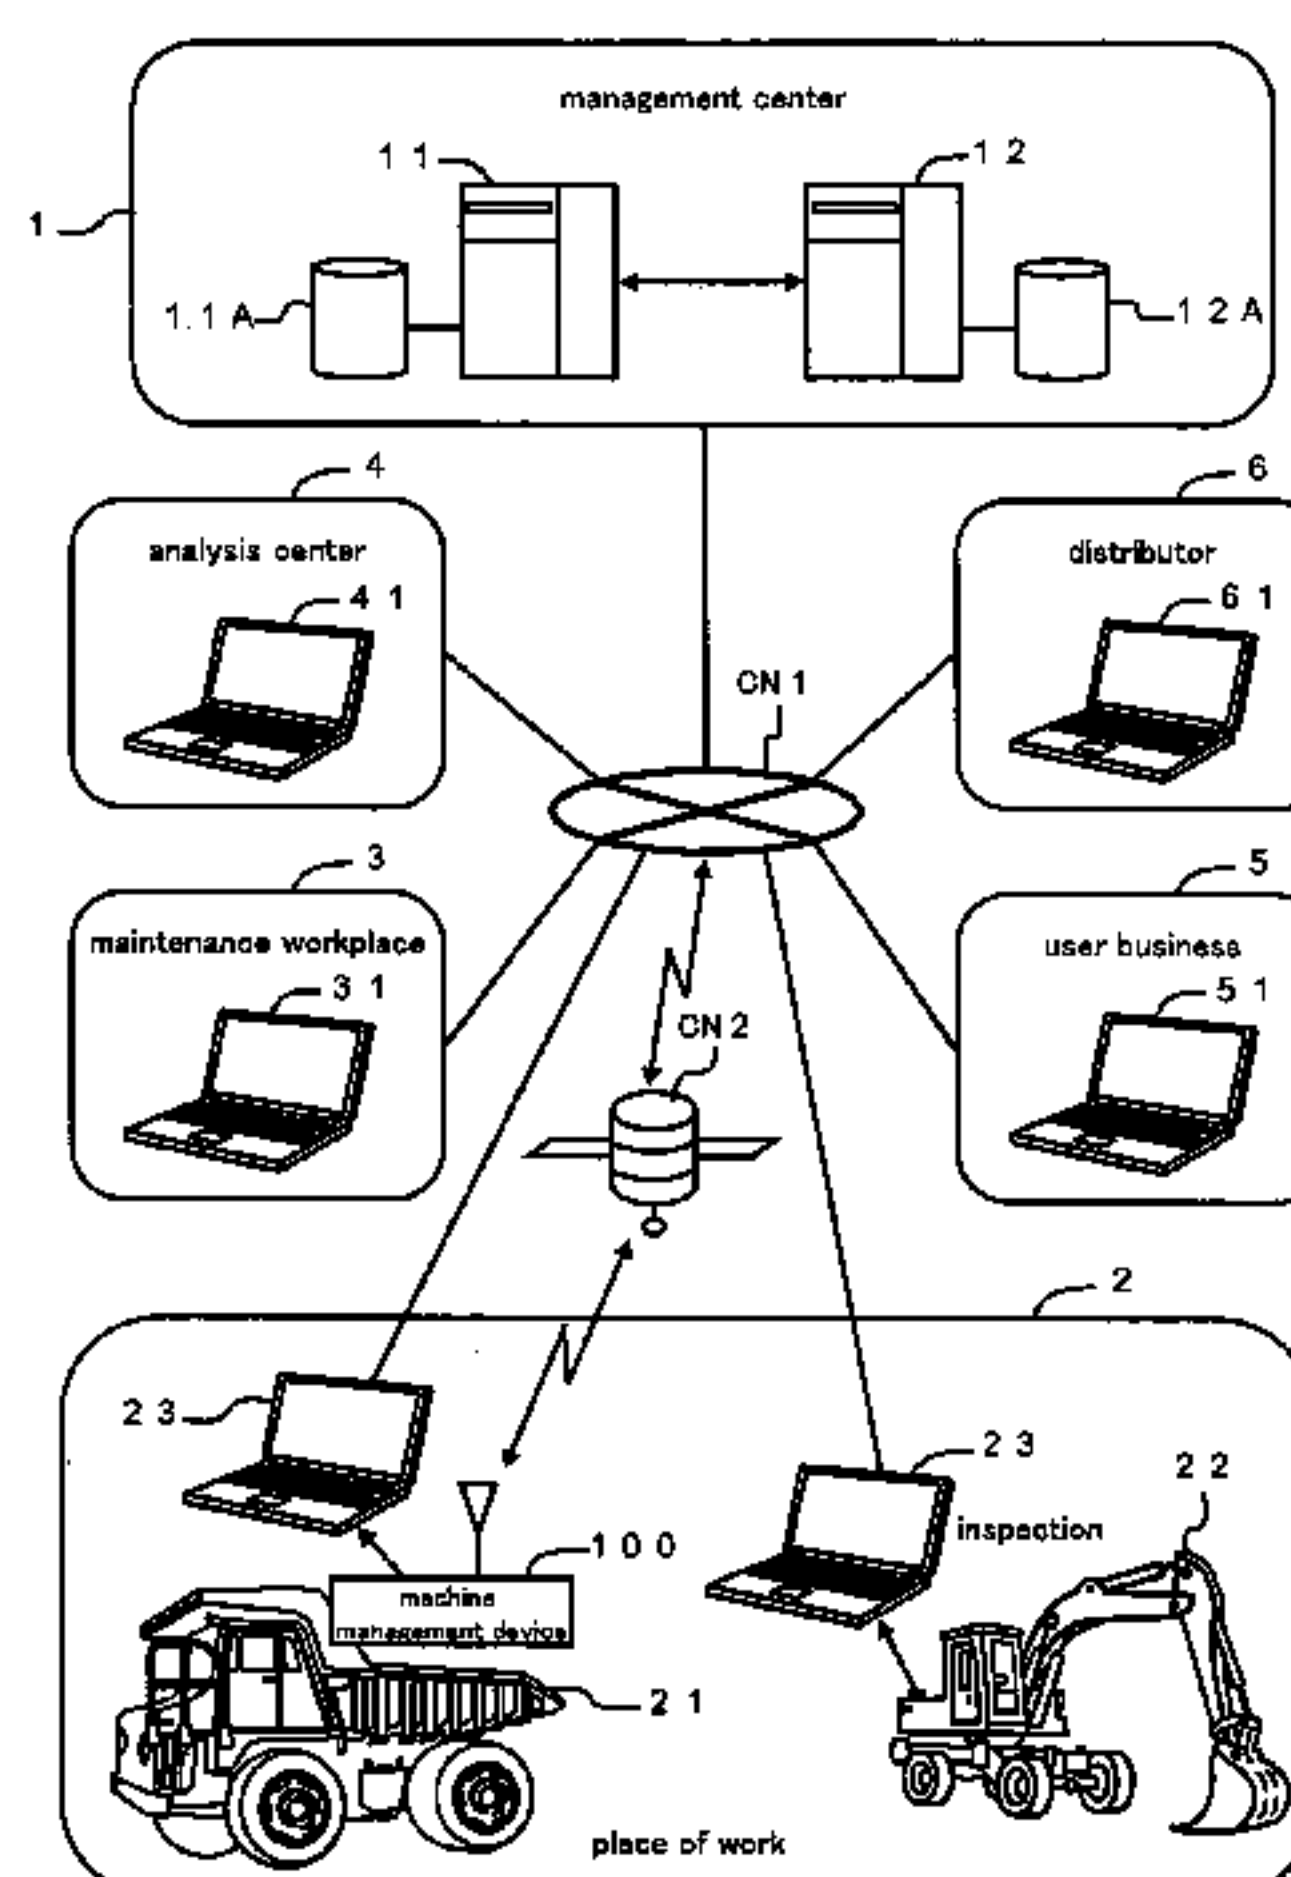 management center
1 1
1 2
1
1.1 A
1 2 A
4
6
analysis center
distributor
4 1
6 1
CN 1
3
5
maintenance workplace
user business
3 1
5 1
CN 2
2
2 3
2 3
2 2
inspection
1 0 0
machine
management device
2 1
place of work